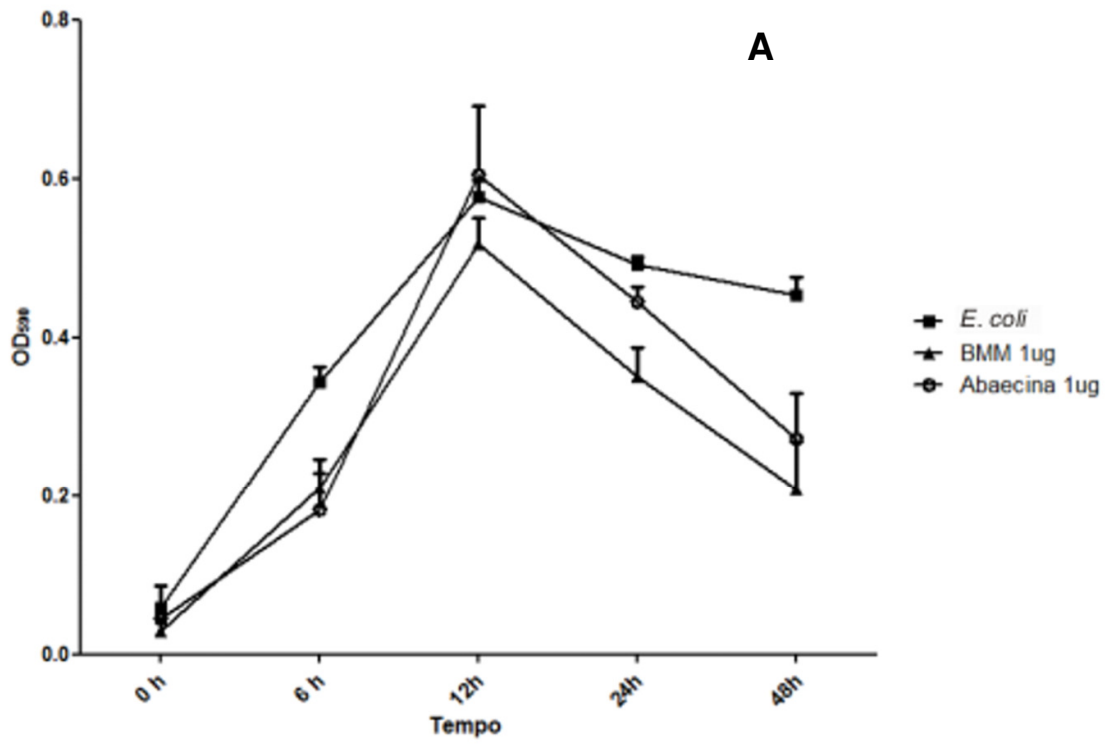 A
0.8
0.6
0.4
0.2
0.0
OD₅₉₀
0 h
6 h
12h
24h
48h
Tempo
E. coli
BMM 1ug
Abaecina 1ug